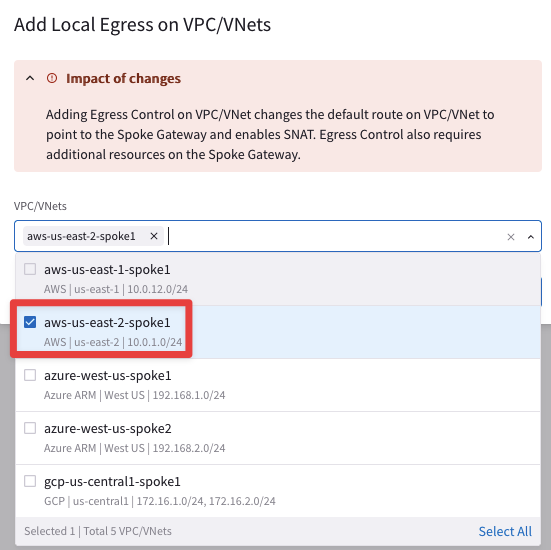 Add Local Egress on VPC/VNets
Impact of changes
Adding Egress Control on VPC/VNet changes the default route on VPC/VNet to
point to the Spoke Gateway and enables SNAT. Egress Control also requires
additional resources on the Spoke Gateway.
VPC/VNets
aws-us-east-2-spoke1
aws-us-east-1-spoke1
AWS | us-east-1 | 10.0.12.0/24
aws-us-east-2-spoke1
AWS | us-east-2 | 10.0.1.0/24
azure-west-us-spoke1
Azure ARM | West US | 192.168.1.0/24
azure-west-us-spoke2
Azure ARM | West US | 192.168.2.0/24
gcp-us-central1-spoke1
GCP | us-central1 | 172.16.1.0/24, 172.16.2.0/24
Selected 1 | Total 5 VPC/VNets Select All